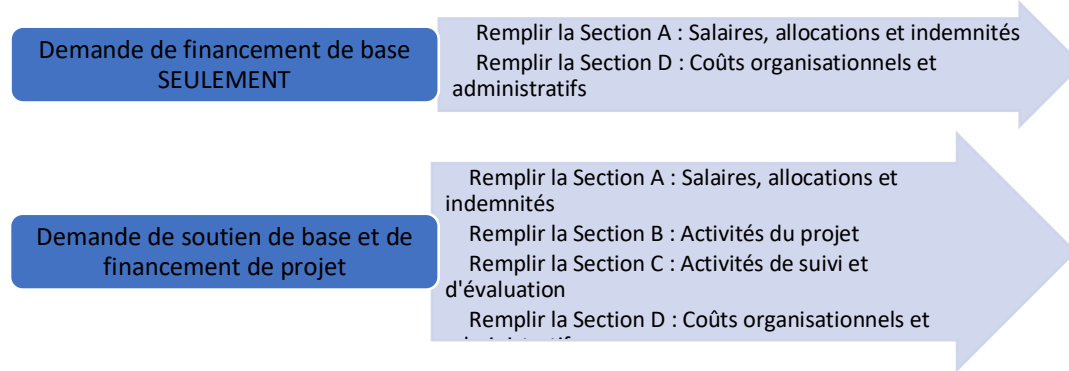 Demande de financement de base
SEULEMENT
Remplir la Section A : Salaires, allocations et indemnités
Remplir la Section D : Coûts organisationnels et
administratifs
Demande de soutien de base et de
financement de projet
Remplir la Section A : Salaires, allocations et
indemnités
Remplir la Section B : Activités du projet
Remplir la Section C : Activités de suivi et
d'évaluation
Remplir la Section D : Coûts organisationnels et